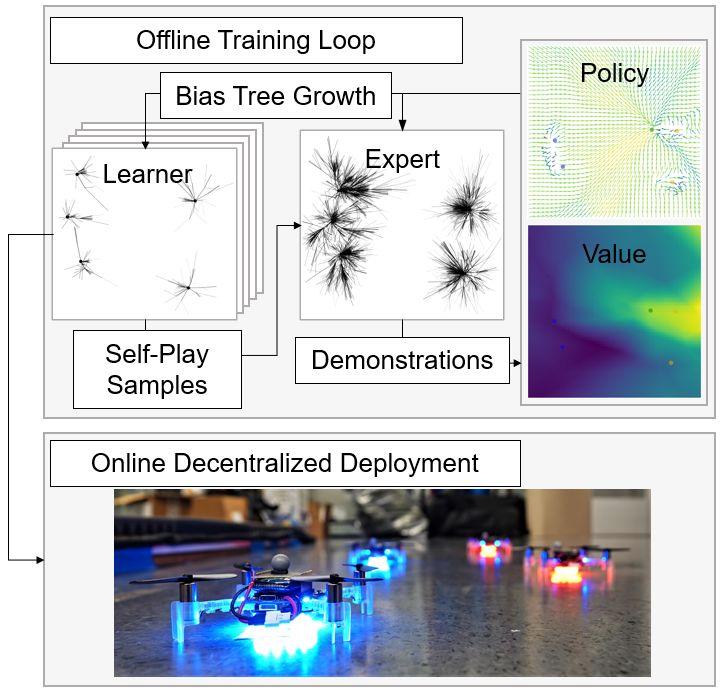 Offline Training Loop
Bias Tree Growth
Learner
Expert
Policy
Value
Self-Play
Samples
Demonstrations
Online Decentralized Deployment